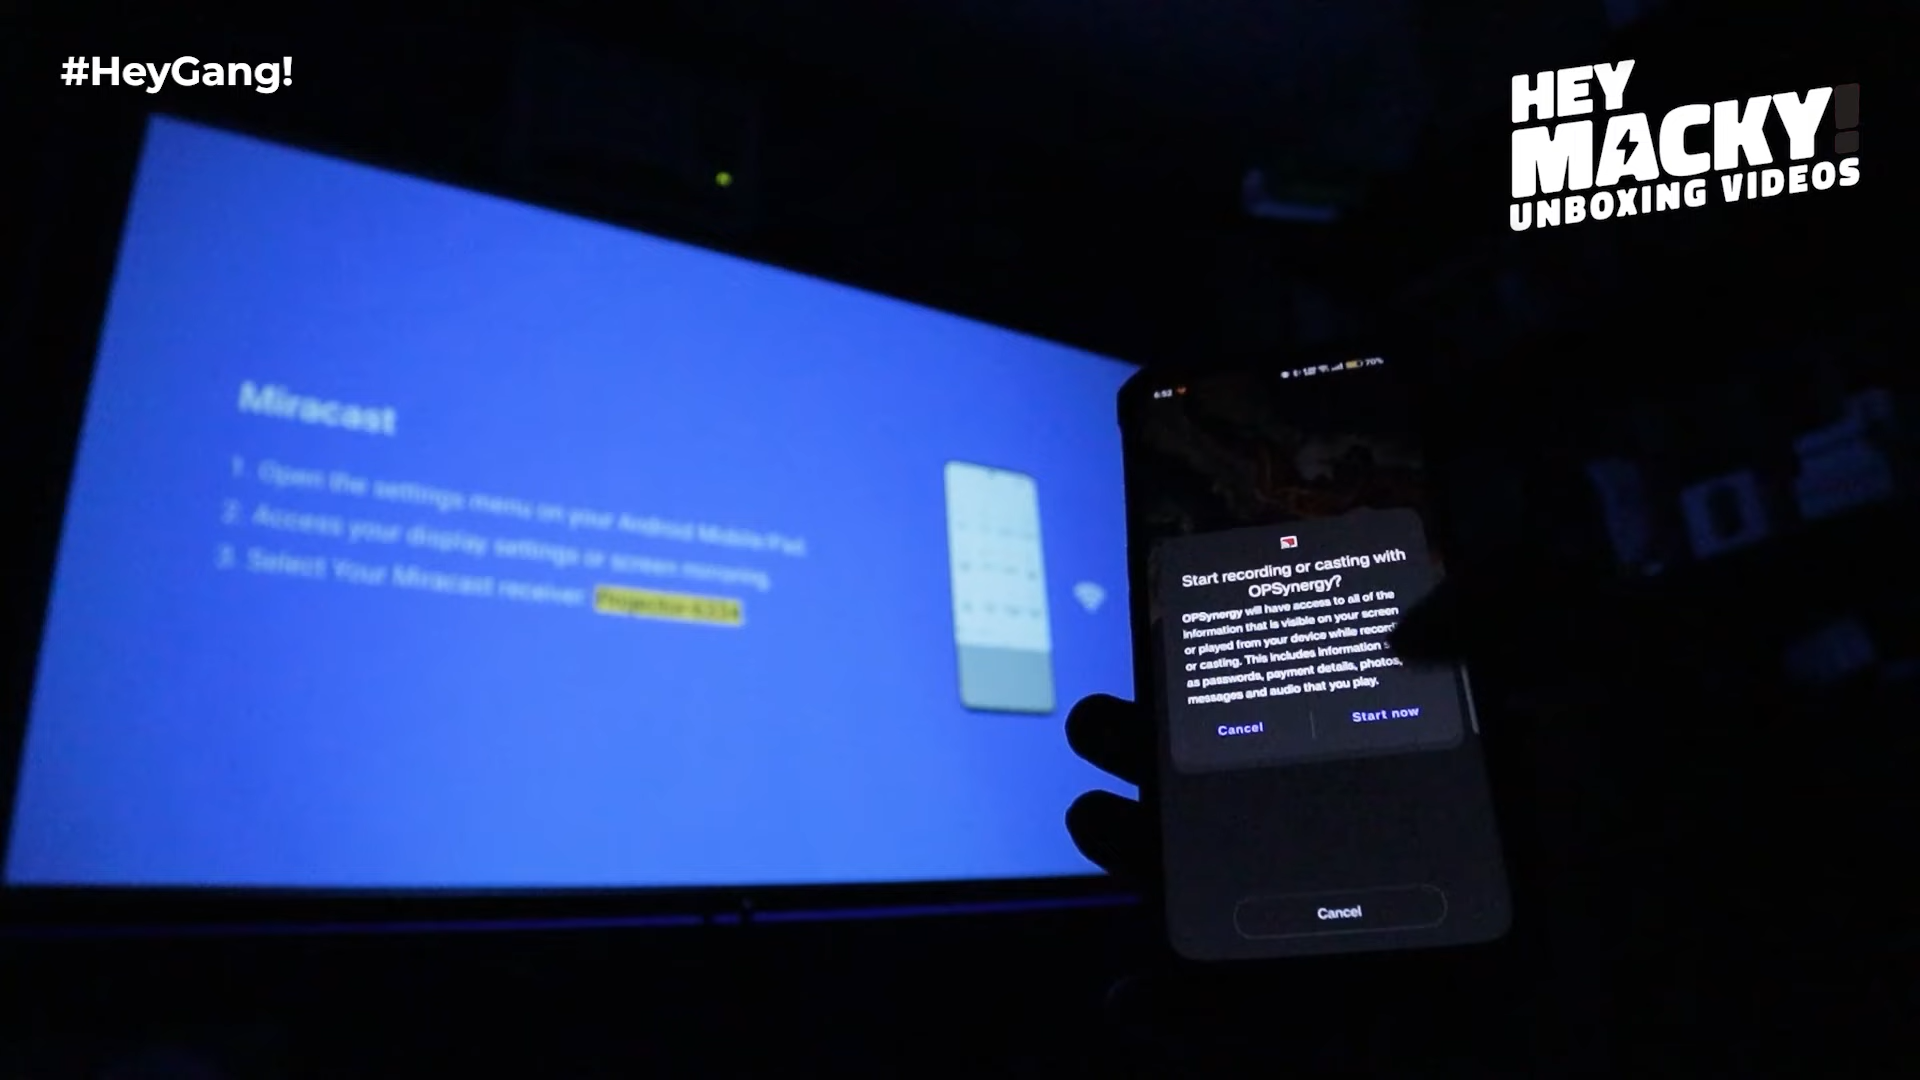 #HeyGang!
HEY
MACKY!
UNBOXING VIDEOS
Miracast
1. Open the settings menu on your Android Mobile/Pad.
2. Access your display settings or screen mirroring.
3. Select Your Miracast receiver:
6:52
70%
Start recording or casting with
OPSynergy?
OPSynergy will have access to all of the
information that is visible on your screen
or played from your device while record
or casting. This includes information s
as passwords, payment details, photos,
messages and audio that you play.
Cancel
Start now
Cancel